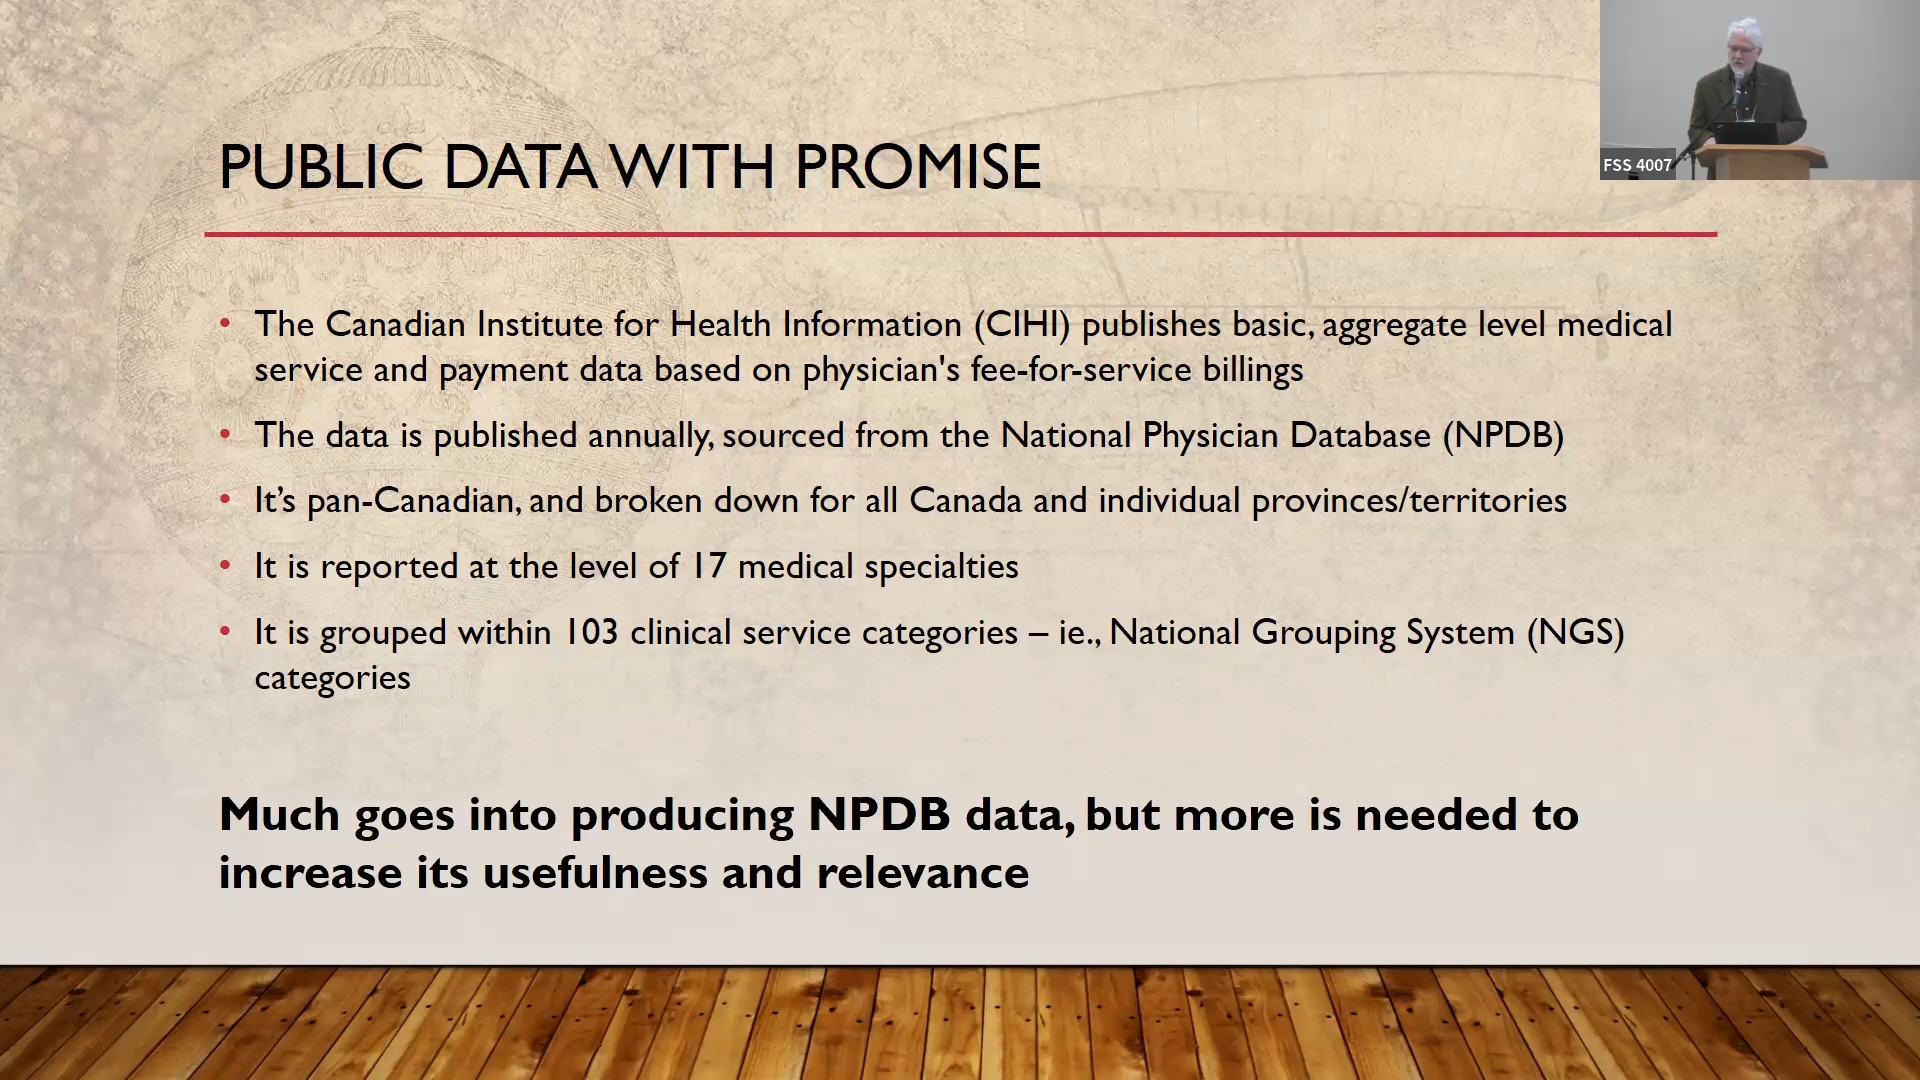 PUBLIC DATA WITH PROMISE
FSS 4007
• The Canadian Institute for Health Information (CIHI) publishes basic, aggregate level medical
service and payment data based on physician's fee-for-service billings
• The data is published annually, sourced from the National Physician Database (NPDB)
• It’s pan-Canadian, and broken down for all Canada and individual provinces/territories
• It is reported at the level of 17 medical specialties
• It is grouped within 103 clinical service categories – ie., National Grouping System (NGS)
categories
Much goes into producing NPDB data, but more is needed to
increase its usefulness and relevance